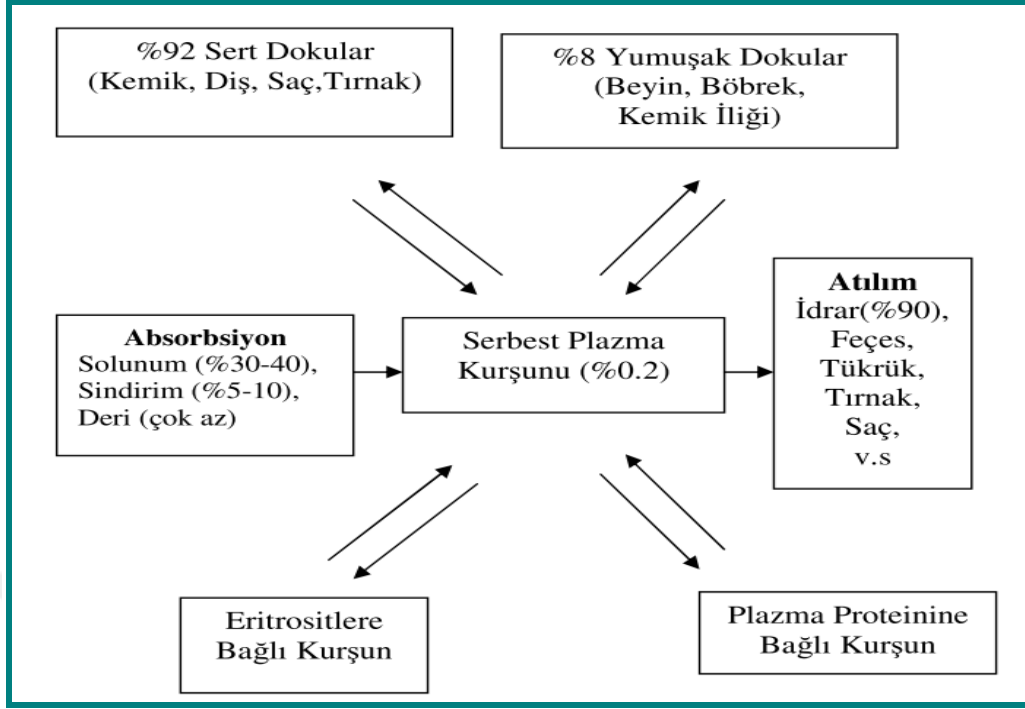 %92 Sert Dokular
(Kemik, Diş, Saç,Tırnak)
%8 Yumuşak Dokular
(Beyin, Böbrek,
Kemik İliği)
Absorbsiyon
Solunum (%30-40),
Sindirim (%5-10),
Deri (çok az)
Serbest Plazma
Kurşunu (%0.2)
Atılım
İdrar(%90),
Feçes,
Tükrük,
Tırnak,
Saç,
v.s
Eritrositlere
Bağlı Kurşun
Plazma Proteinine
Bağlı Kurşun